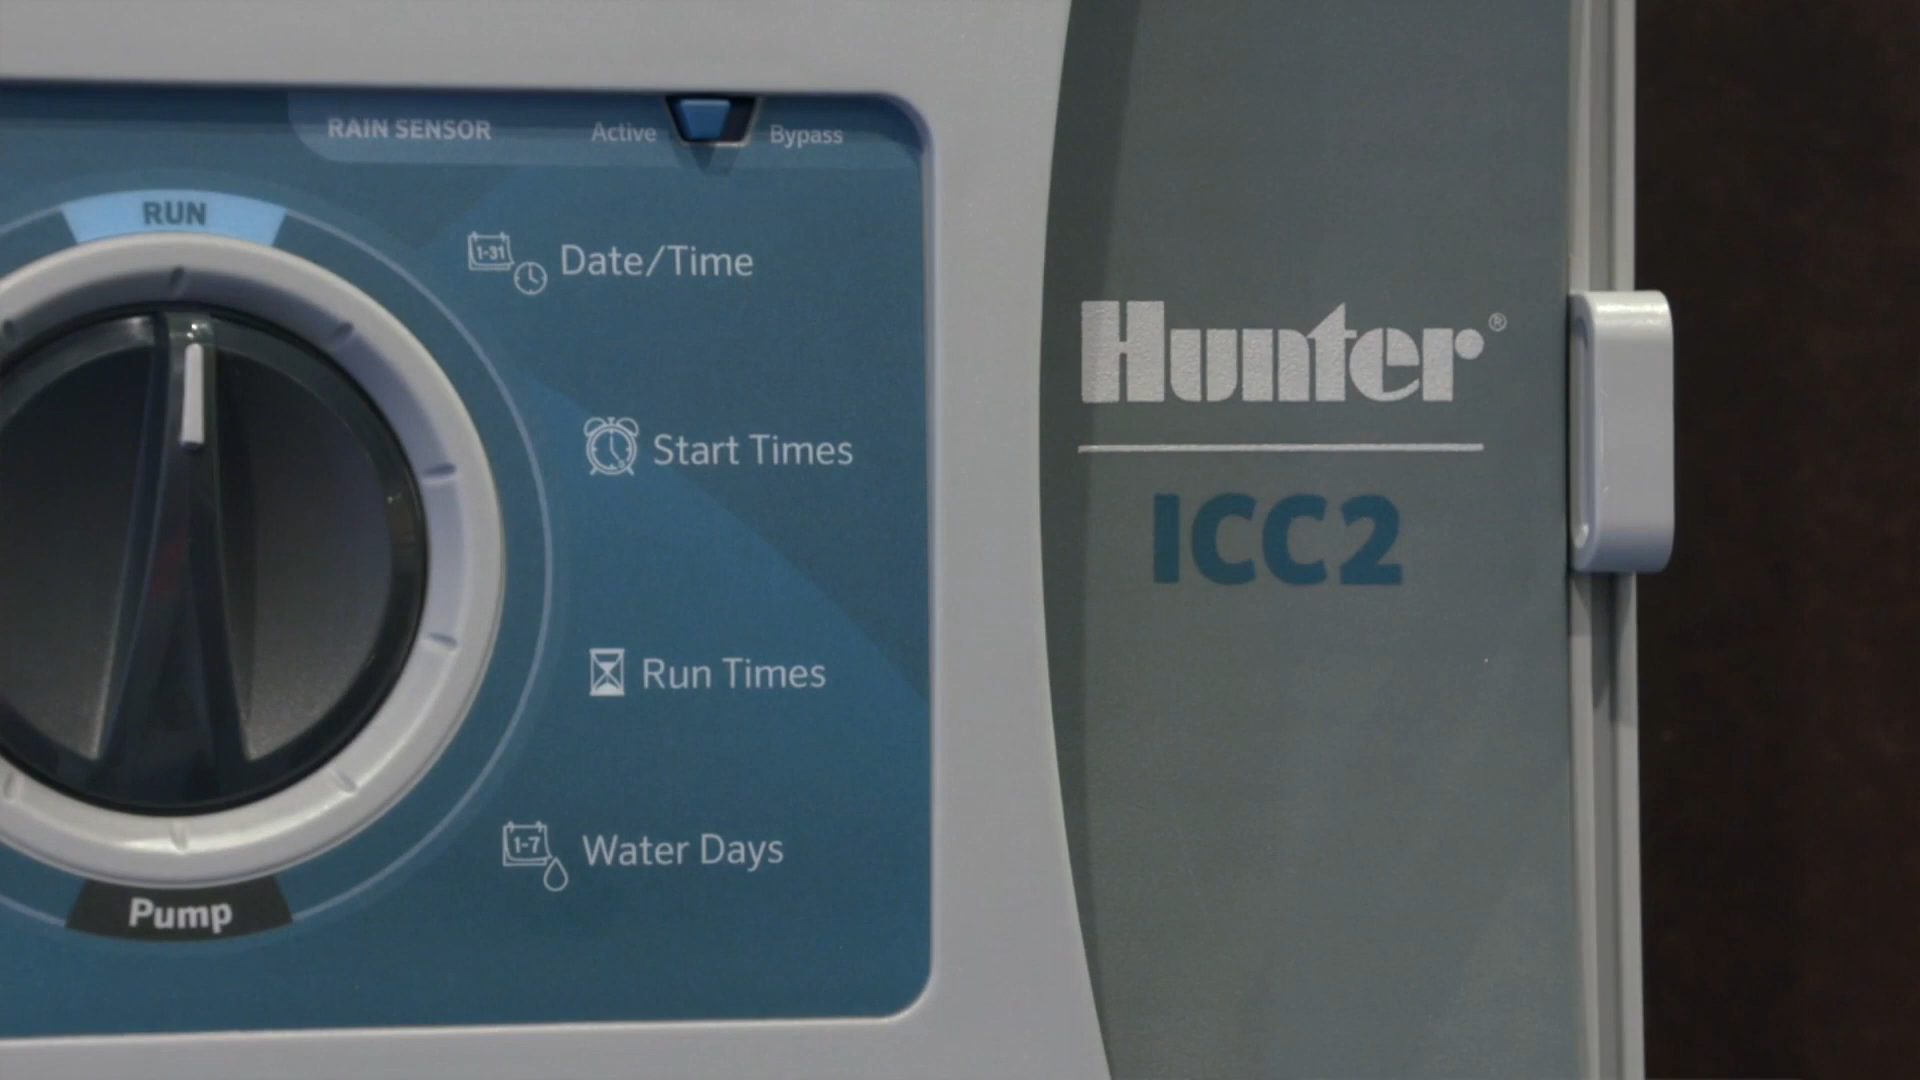 RAIN SENSOR Active Bypass
RUN
1-31 Date/Time
Start Times
Run Times
1-7 Water Days
Pump
Hunter®
ICC2